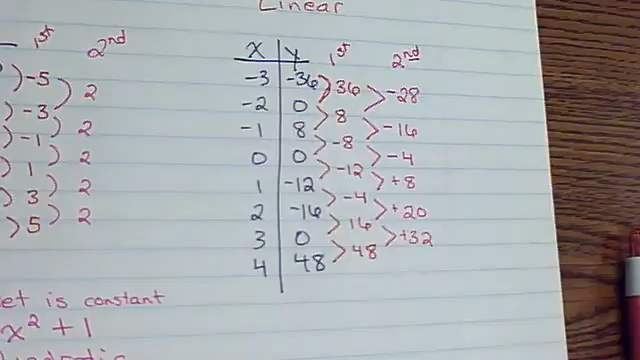 Linear
1st 2nd
-5
-3 2
-1 2
1 2
3 2
5 2
x y 1st 2nd
-3 -36 36 -28
-2 0 8 -16
-1 8 -8 -4
0 0 -12 +8
1 -12 -4 +20
2 -16 16 +32
3 0 48
4 48
is constant
x² + 1